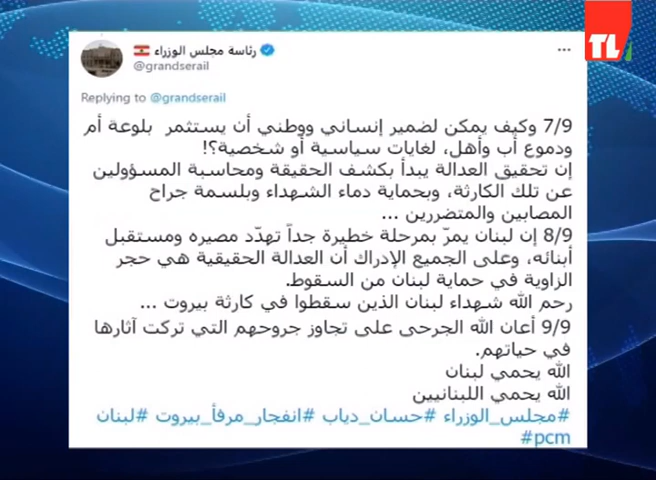 TL
رئاسة مجلس الوزراء
@grandserail
Replying to @grandserail
7/9 وكيف يمكن لضمير إنساني ووطني أن يستثمر بلوعة أم
ودموع أب وأهل، لغايات سياسية أو شخصية؟!
إن تحقيق العدالة يبدأ بكشف الحقيقة ومحاسبة المسؤولين
عن تلك الكارثة، وبحماية دماء الشهداء وبلسمة جراح
المصابين والمتضررين ...
8/9 إن لبنان يمرّ بمرحلة خطيرة جداً تهدّد مصيره ومستقبل
أبنائه، وعلى الجميع الإدراك أن العدالة الحقيقية هي حجر
الزاوية في حماية لبنان من السقوط.
رحم الله شهداء لبنان الذين سقطوا في كارثة بيروت ...
9/9 أعان الله الجرحى على تجاوز جروحهم التي تركت آثارها
في حياتهم.
الله يحمي لبنان
الله يحمي اللبنانيين
#مجلس_الوزراء #حسان_دياب #انفجار_مرفأ_بيروت #لبنان
#pcm